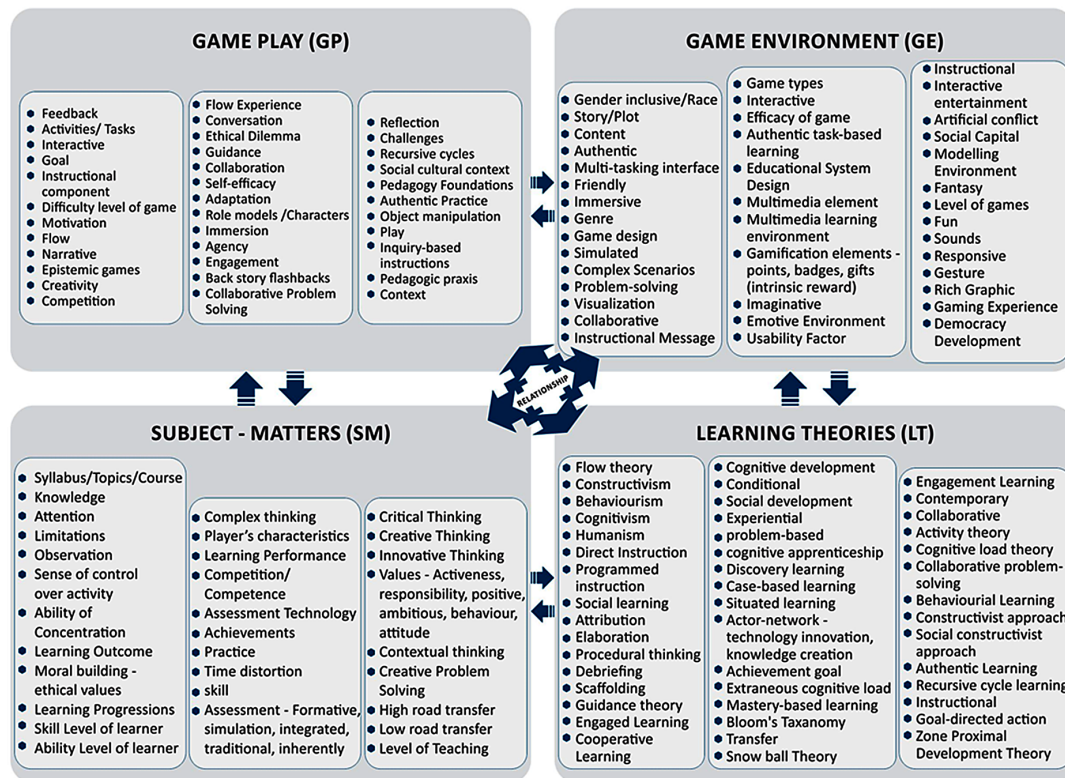 GAME PLAY (GP)
Feedback
Activities/ Tasks
Interactive
Goal
Instructional
component
Difficulty level of game
Motivation
Flow
Narrative
Epistemic games
Creativity
Competition
Flow Experience
Conversation
Ethical Dilemma
Guidance
Collaboration
Self-efficacy
Adaptation
Role models /Characters
Immersion
Agency
Engagement
Back story flashbacks
Collaborative Problem
Solving
Reflection
Challenges
Recursive cycles
Social cultural context
Pedagogy Foundations
Authentic Practice
Object manipulation
Play
Inquiry-based
instructions
Pedagogic praxis
Context
GAME ENVIRONMENT (GE)
Gender inclusive/Race
Story/Plot
Content
Authentic
Multi-tasking interface
Friendly
Immersive
Genre
Game design
Simulated
Complex Scenarios
Problem-solving
Visualization
Collaborative
Instructional Message
Game types
Interactive
Efficacy of game
Authentic task-based
learning
Educational System
Design
Multimedia element
Multimedia learning
environment
Gamification elements -
points, badges, gifts
(intrinsic reward)
Imaginative
Emotive Environment
Usability Factor
Instructional
Interactive
entertainment
Artificial conflict
Social Capital
Modelling
Environment
Fantasy
Level of games
Fun
Sounds
Responsive
Gesture
Rich Graphic
Gaming Experience
Democracy
Development
RELATIONSHIP
SUBJECT - MATTERS (SM)
Syllabus/Topics/Course
Knowledge
Attention
Limitations
Observation
Sense of control
over activity
Ability of
Concentration
Learning Outcome
Moral building -
ethical values
Learning Progressions
Skill Level of learner
Ability Level of learner
Complex thinking
Player's characteristics
Learning Performance
Competition/
Competence
Assessment Technology
Achievements
Practice
Time distortion
skill
Assessment - Formative,
simulation, integrated,
traditional, inherently
Critical Thinking
Creative Thinking
Innovative Thinking
Values - Activeness,
responsibility, positive,
ambitious, behaviour,
attitude
Contextual thinking
Creative Problem
Solving
High road transfer
Low road transfer
Level of Teaching
LEARNING THEORIES (LT)
Flow theory
Constructivism
Behaviourism
Cognitivism
Humanism
Direct Instruction
Programmed
instruction
Social learning
Attribution
Elaboration
Procedural thinking
Debriefing
Scaffolding
Guidance theory
Engaged Learning
Cooperative
Learning
Cognitive development
Conditional
Social development
Experiential
problem-based
cognitive apprenticeship
Discovery learning
Case-based learning
Situated learning
Actor-network -
technology innovation,
knowledge creation
Achievement goal
Extraneous cognitive load
Mastery-based learning
Bloom's Taxanomy
Transfer
Snow ball Theory
Engagement Learning
Contemporary
Collaborative
Activity theory
Cognitive load theory
Collaborative problem-
solving
Behaviourial Learning
Constructivist approach
Social constructivist
approach
Authentic Learning
Recursive cycle learning
Instructional
Goal-directed action
Zone Proximal
Development Theory